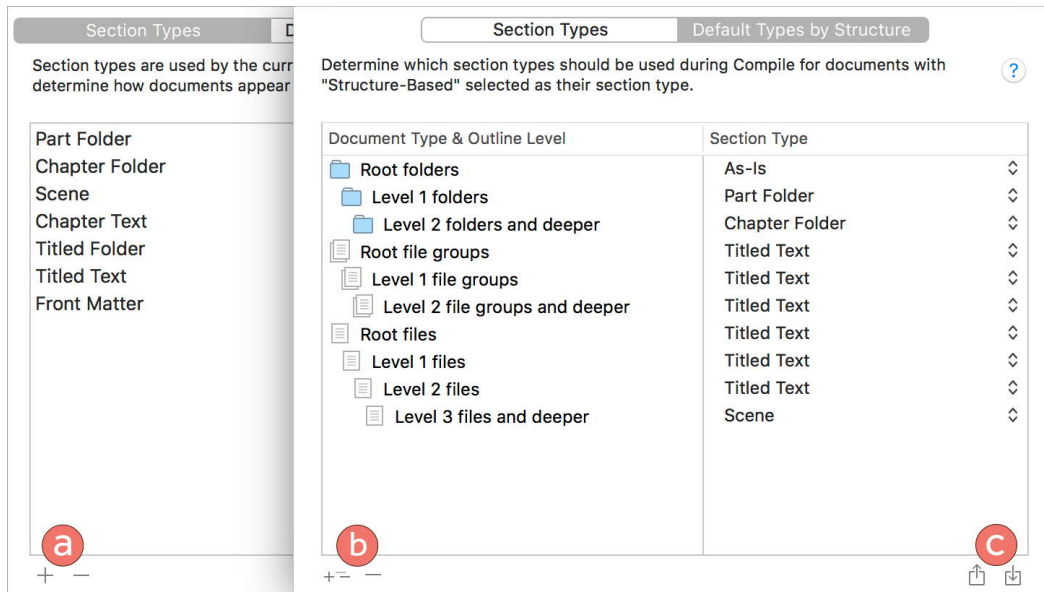 Section Types
D
Section types are used by the curr
determine how documents appear
Part Folder
Chapter Folder
Scene
Chapter Text
Titled Folder
Titled Text
Front Matter
a
+ −
Section Types Default Types by Structure
Determine which section types should be used during Compile for documents with
"Structure-Based" selected as their section type.
?
Document Type & Outline Level Section Type
Root folders As-Is
Level 1 folders Part Folder
Level 2 folders and deeper Chapter Folder
Root file groups Titled Text
Level 1 file groups Titled Text
Level 2 file groups and deeper Titled Text
Root files Titled Text
Level 1 files Titled Text
Level 2 files Titled Text
Level 3 files and deeper Scene
b
c